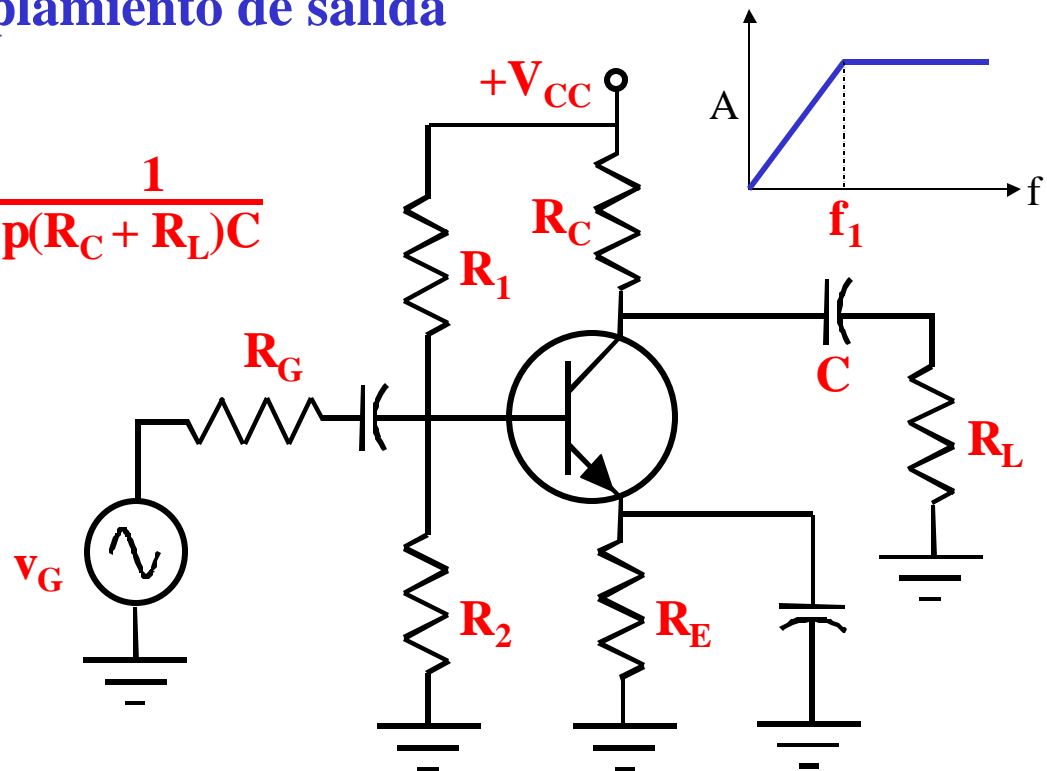 plamiento de salida
+V_CC
A
f
f_1
1
p(R_C + R_L)C
R_C
R_1
R_G
C
R_L
v_G
R_2
R_E